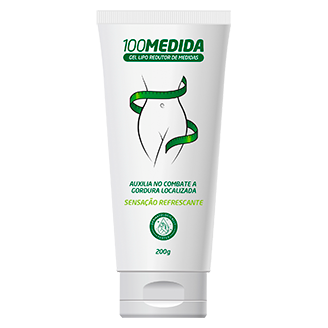 100MEDIDA
GEL LIPO REDUTOR DE MEDIDAS
AUXILIA NO COMBATE A
GORDURA LOCALIZADA
SENSAÇÃO REFRESCANTE
200g